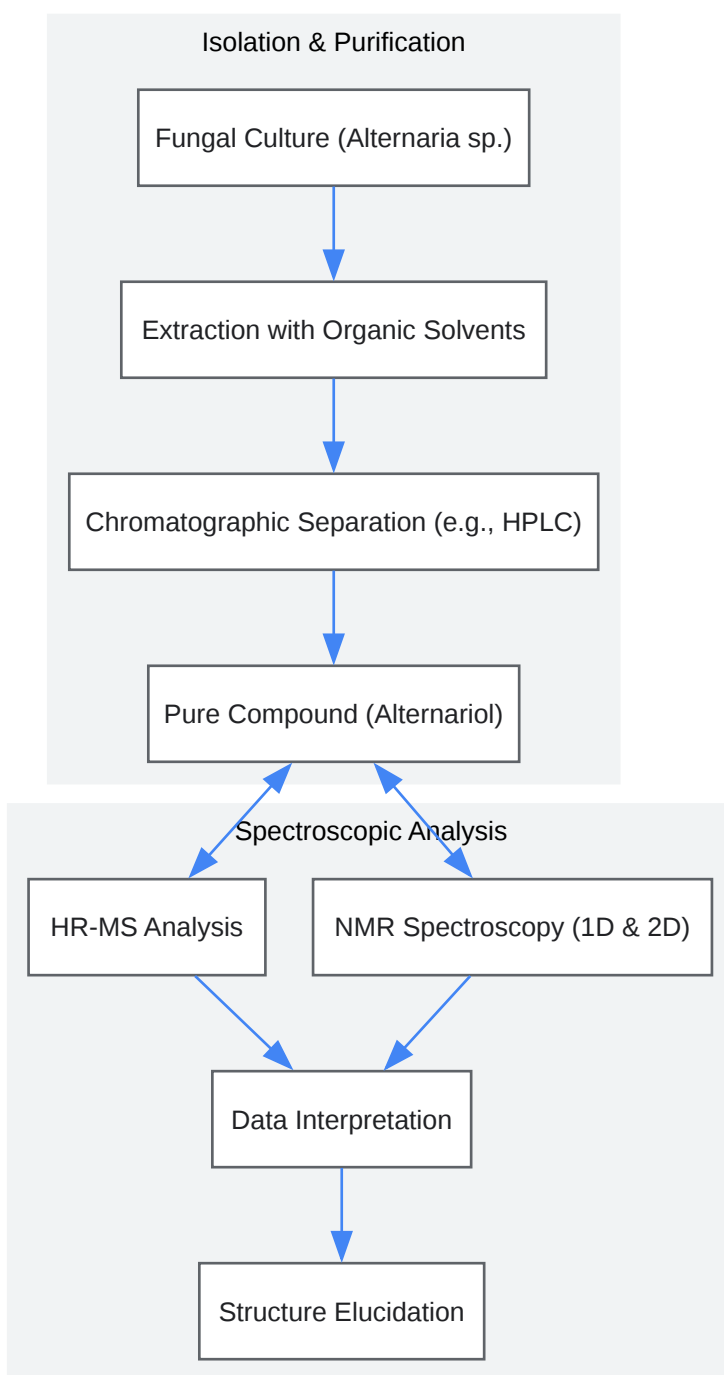 Isolation & Purification
Fungal Culture (Alternaria sp.)
Extraction with Organic Solvents
Chromatographic Separation (e.g., HPLC)
Pure Compound (Alternariol)
Spectroscopic Analysis
HR-MS Analysis
NMR Spectroscopy (1D & 2D)
Data Interpretation
Structure Elucidation